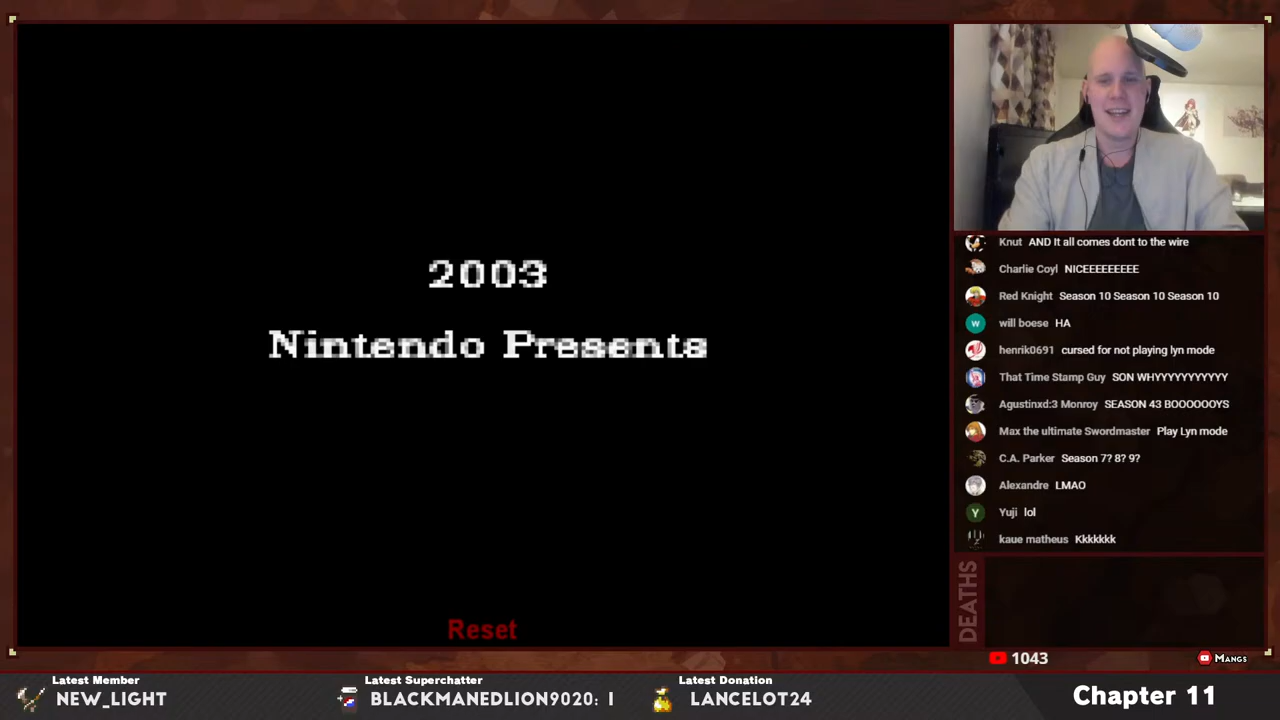 2003
Nintendo Presents
Reset
Knut AND It all comes dont to the wire
Charlie Coyl NICEEEEEEEEE
Red Knight Season 10 Season 10 Season 10
w will boese HA
henrik0691 cursed for not playing lyn mode
That Time Stamp Guy SON WHYYYYYYYYYYY
Agustinxd:3 Monroy SEASON 43 BOOOOOOYS
Max the ultimate Swordmaster Play Lyn mode
C.A. Parker Season 7? 8? 9?
Alexandre LMAO
Y Yuji lol
kaue matheus Kkkkkkk
DEATHS
1043
MANGS
Latest Member
NEW_LIGHT
Latest Superchatter
BLACKMANEDLION9020: 1
Latest Donation
LANCELOT24
Chapter 11